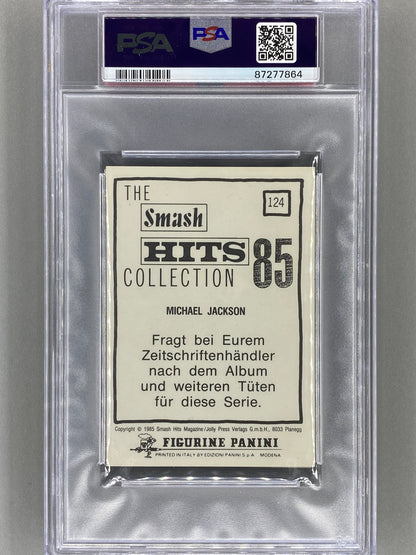 PSA
PSA
87277864
THE
Smash
124
HITS
85
COLLECTION
MICHAEL JACKSON
Fragt bei Eurem
Zeitschriftenhändler
nach dem Album
und weiteren Tüten
für diese Serie.
Copyright © 1985 Smash Hits Magazine/Jolly Press Verlags G.m.b.H., 8033 Planegg
FIGURINE PANINI
PRINTED IN ITALY BY EDIZIONI PANINI S.p.A. MODENA